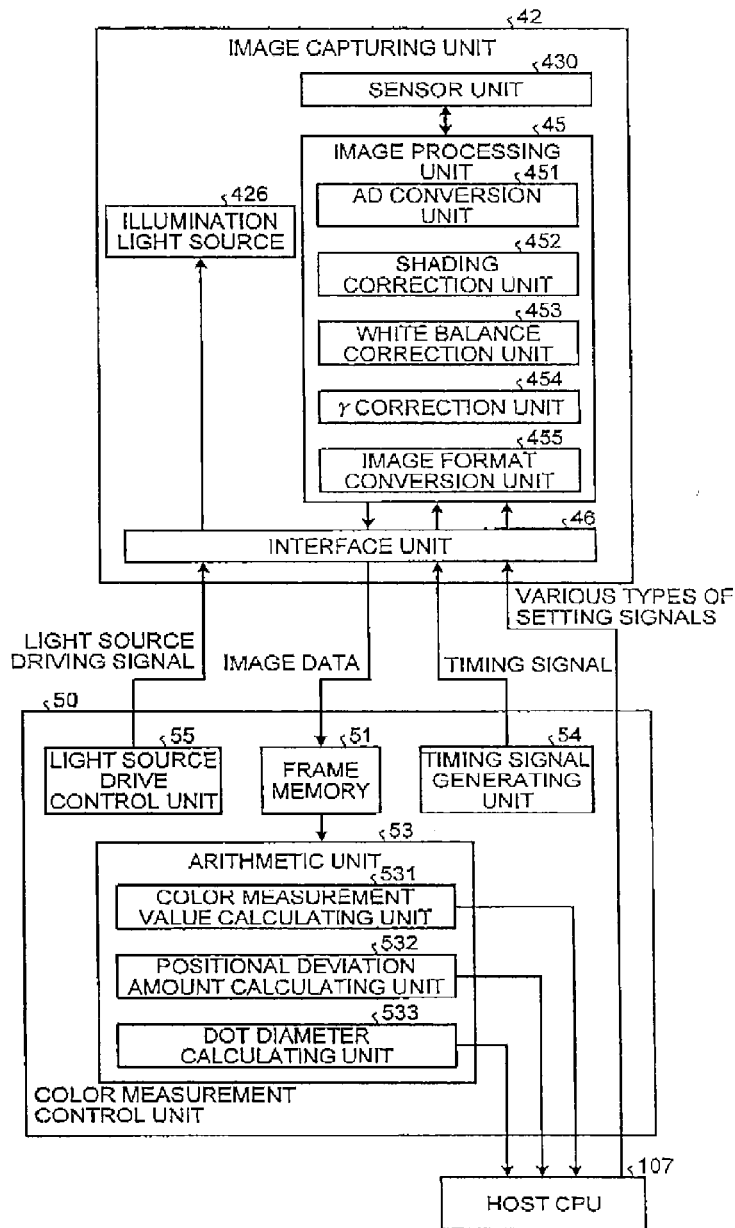 42
IMAGE CAPTURING UNIT
430
SENSOR UNIT
45
IMAGE PROCESSING
UNIT
451
AD CONVERSION
UNIT
426
ILLUMINATION
LIGHT SOURCE
452
SHADING
CORRECTION UNIT
453
WHITE BALANCE
CORRECTION UNIT
454
γ CORRECTION UNIT
455
IMAGE FORMAT
CONVERSION UNIT
46
INTERFACE UNIT
VARIOUS TYPES OF
SETTING SIGNALS
LIGHT SOURCE
DRIVING SIGNAL
IMAGE DATA
TIMING SIGNAL
50
55
LIGHT SOURCE
DRIVE
CONTROL UNIT
51
FRAME
MEMORY
54
TIMING SIGNAL
GENERATING
UNIT
53
ARITHMETIC UNIT
531
COLOR MEASUREMENT
VALUE CALCULATING UNIT
532
POSITIONAL DEVIATION
AMOUNT CALCULATING UNIT
533
DOT DIAMETER
CALCULATING UNIT
COLOR MEASUREMENT
CONTROL UNIT
107
HOST CPU